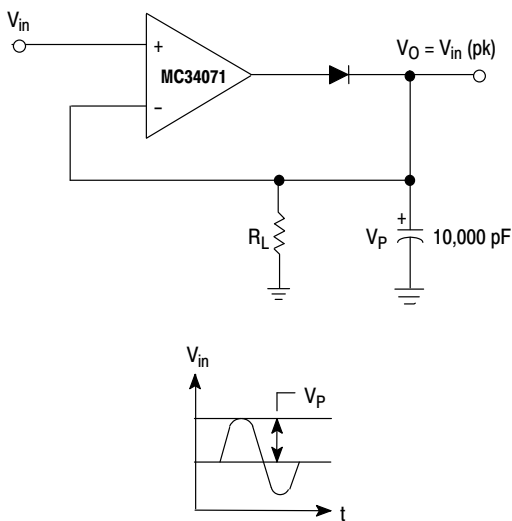 V_in
V_O = V_in (pk)
+
MC34071
−
R_L
+
V_P
10,000 pF
V_in
V_P
t